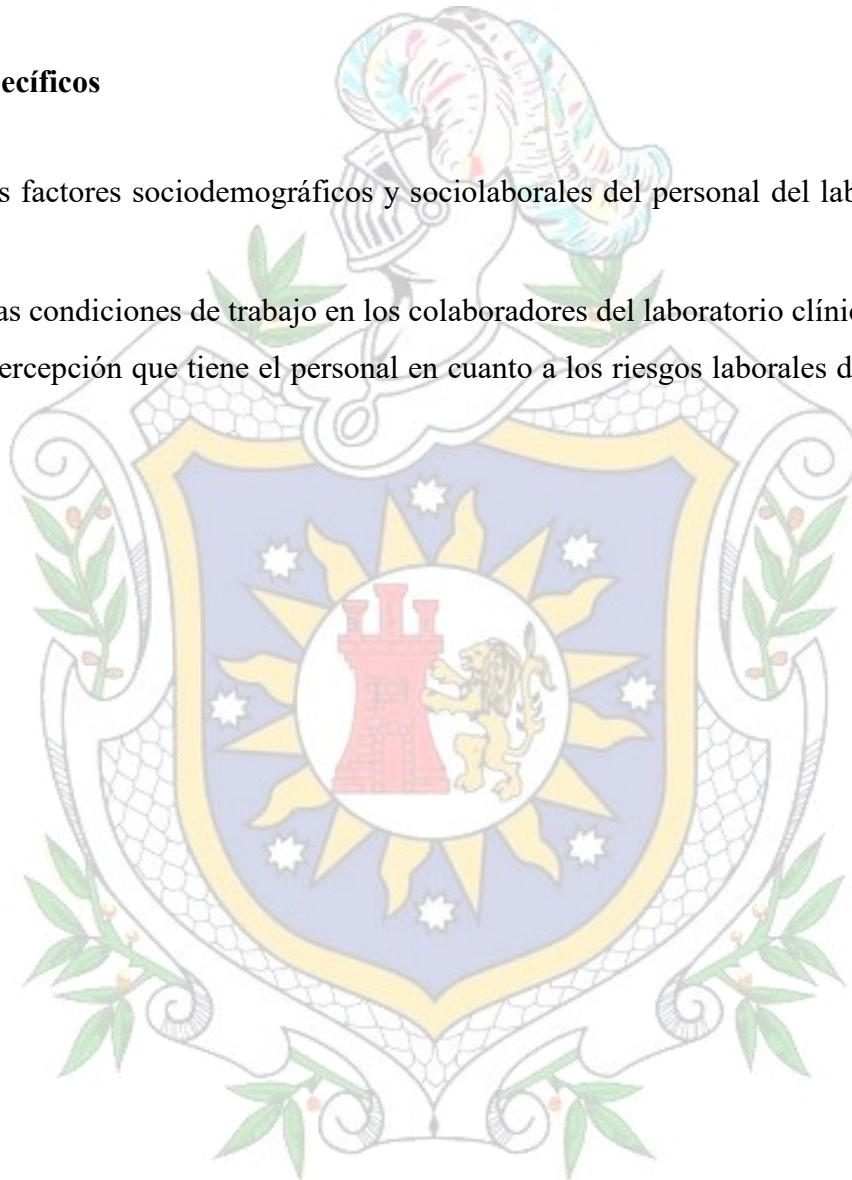 ecíficos
s factores sociodemográficos y sociolaborales del personal del lab
as condiciones de trabajo en los colaboradores del laboratorio clíni
ercepción que tiene el personal en cuanto a los riesgos laborales d